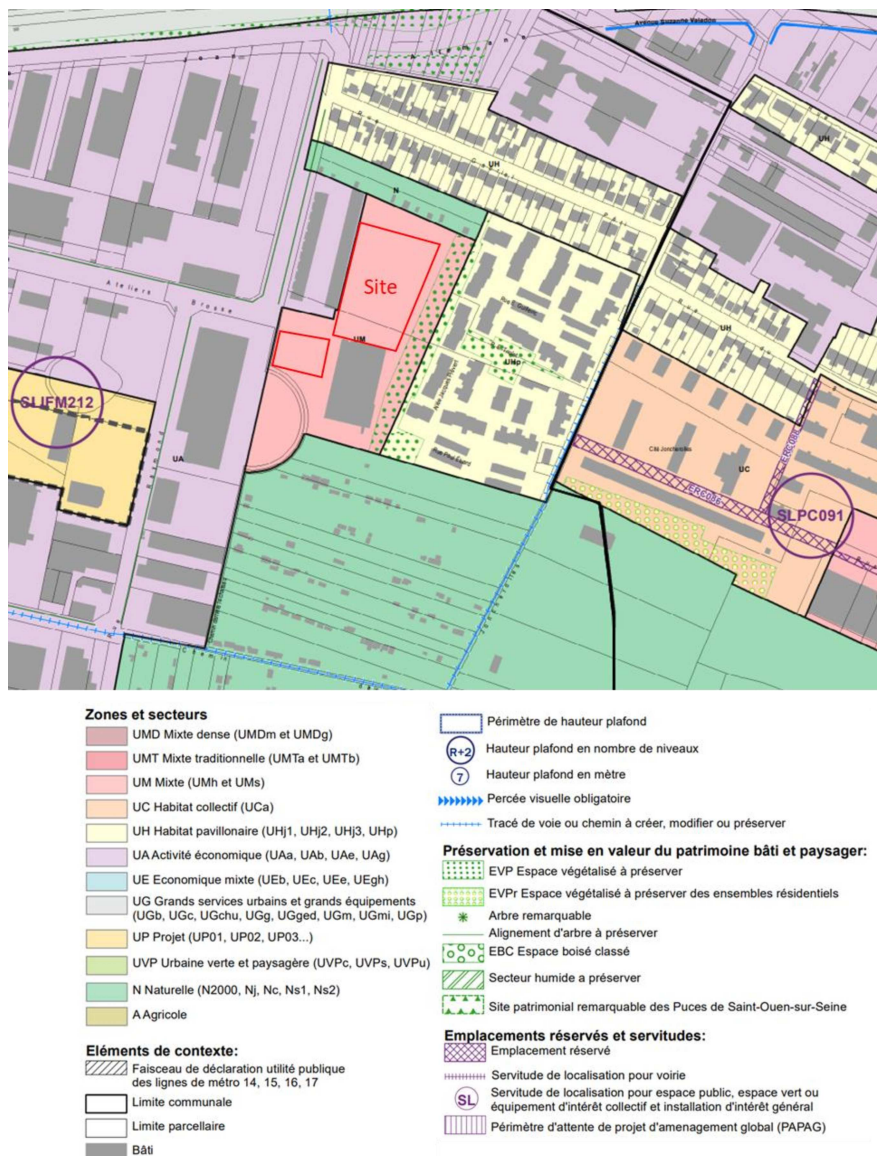 Avenue Suzanne Valadon
UH
UH
N
Site
Ateliers
Brosse
UM
UHp
UH
SLIFM212
UA
Cité Joncherolles
UC
ERE086
SLPC091
Joncherolles
Chemin
Zones et secteurs
UMD Mixte dense (UMDm et UMDg)
UMT Mixte traditionnelle (UMTa et UMTb)
UM Mixte (UMh et UMs)
UC Habitat collectif (UCa)
UH Habitat pavillonaire (UHj1, UHj2, UHj3, UHp)
UA Activité économique (UAa, UAb, UAe, UAg)
UE Economique mixte (UEb, UEc, UEe, UEgh)
UG Grands services urbains et grands équipements
(UGb, UGc, UGchu, UGg, UGged, UGm, UGmi, UGp)
UP Projet (UP01, UP02, UP03...)
UVP Urbaine verte et paysagère (UVPc, UVPs, UVPu)
N Naturelle (N2000, Nj, Nc, Ns1, Ns2)
A Agricole
Eléments de contexte:
Faisceau de déclaration utilité publique
des lignes de métro 14, 15, 16, 17
Limite communale
Limite parcellaire
Bâti
Périmètre de hauteur plafond
R+2 Hauteur plafond en nombre de niveaux
7 Hauteur plafond en mètre
Percée visuelle obligatoire
Tracé de voie ou chemin à créer, modifier ou préserver
Préservation et mise en valeur du patrimoine bâti et paysager:
EVP Espace végétalisé à préserver
EVPr Espace végétalisé à préserver des ensembles résidentiels
Arbre remarquable
Alignement d'arbre à préserver
EBC Espace boisé classé
Secteur humide a préserver
Site patrimonial remarquable des Puces de Saint-Ouen-sur-Seine
Emplacements réservés et servitudes:
Emplacement réservé
Servitude de localisation pour voirie
SL Servitude de localisation pour espace public, espace vert ou
équipement d'intérêt collectif et installation d'intérêt général
Périmètre d'attente de projet d'amenagement global (PAPAG)